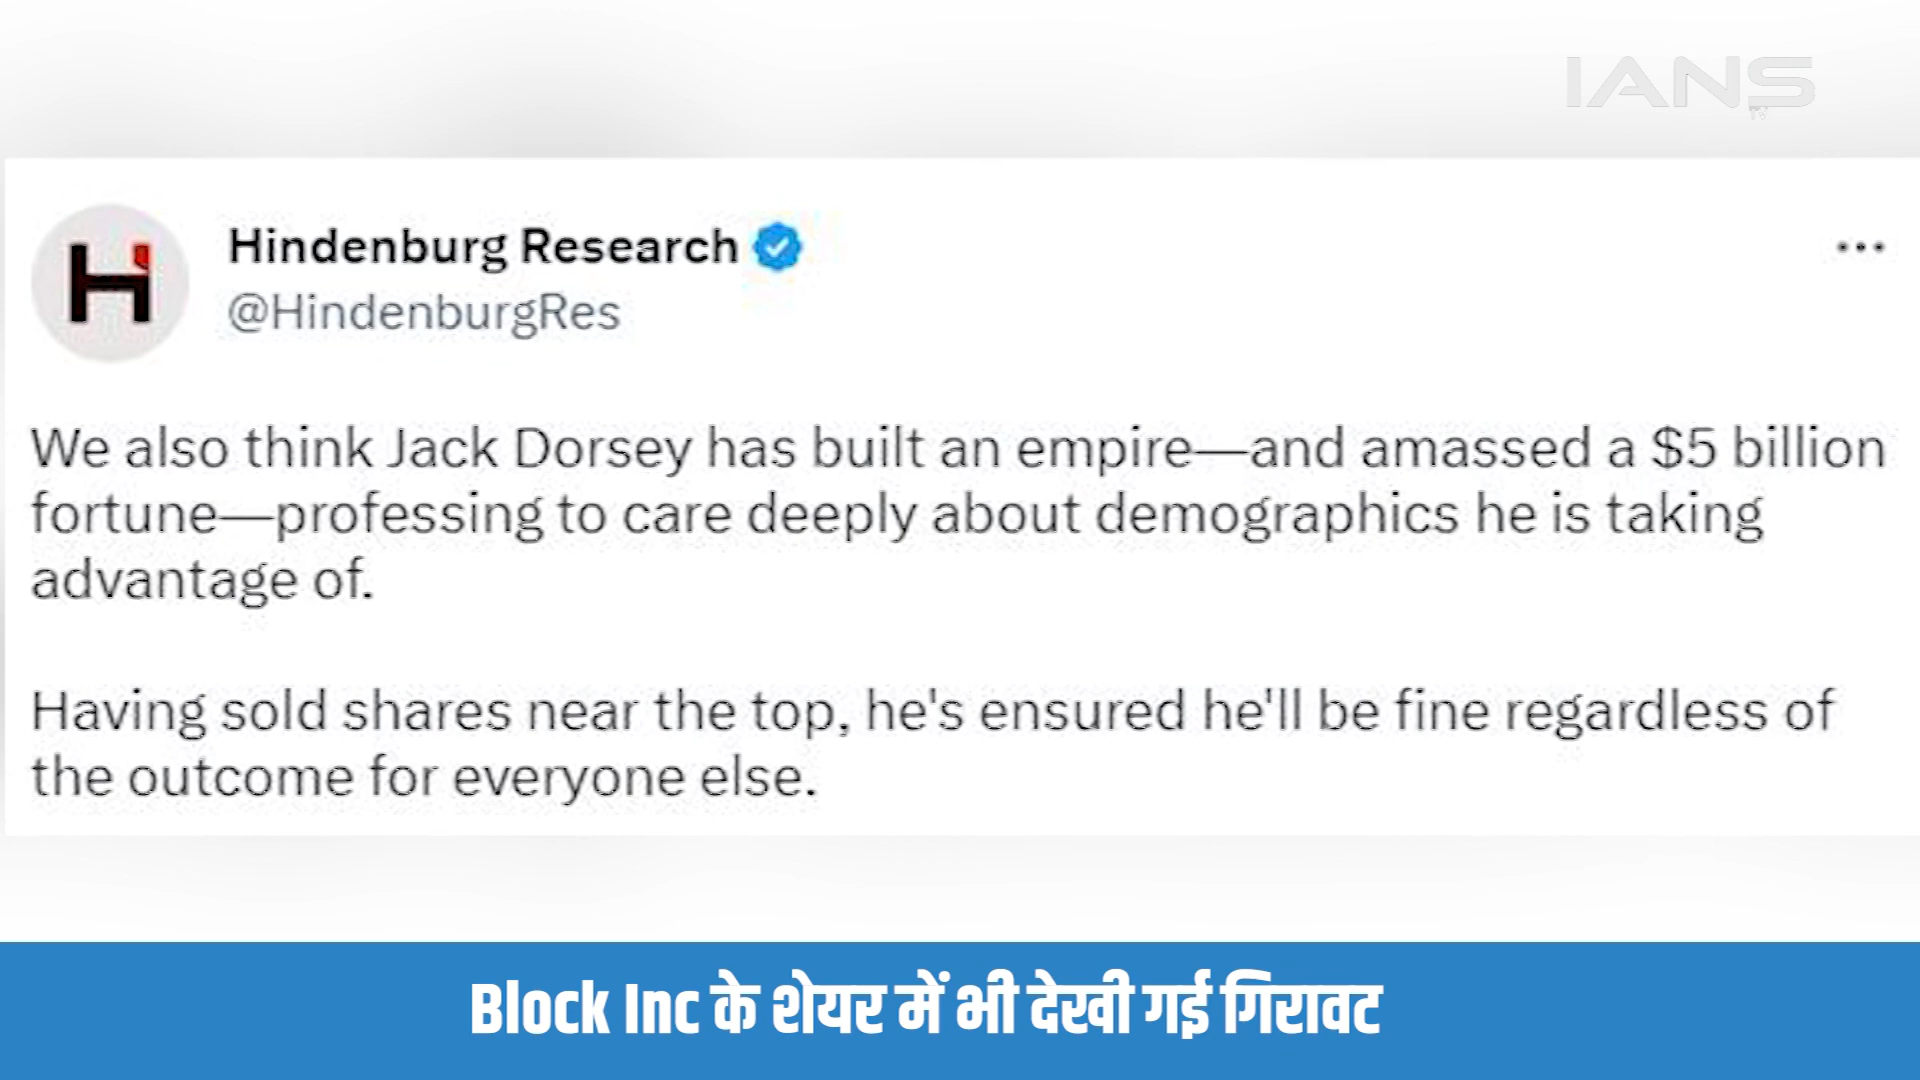 IANS
TV
Hindenburg Research
@HindenburgRes
We also think Jack Dorsey has built an empire—and amassed a $5 billion
fortune—professing to care deeply about demographics he is taking
advantage of.
Having sold shares near the top, he's ensured he'll be fine regardless of
the outcome for everyone else.
Block Inc के शेयर में भी देखी गई गिरावट